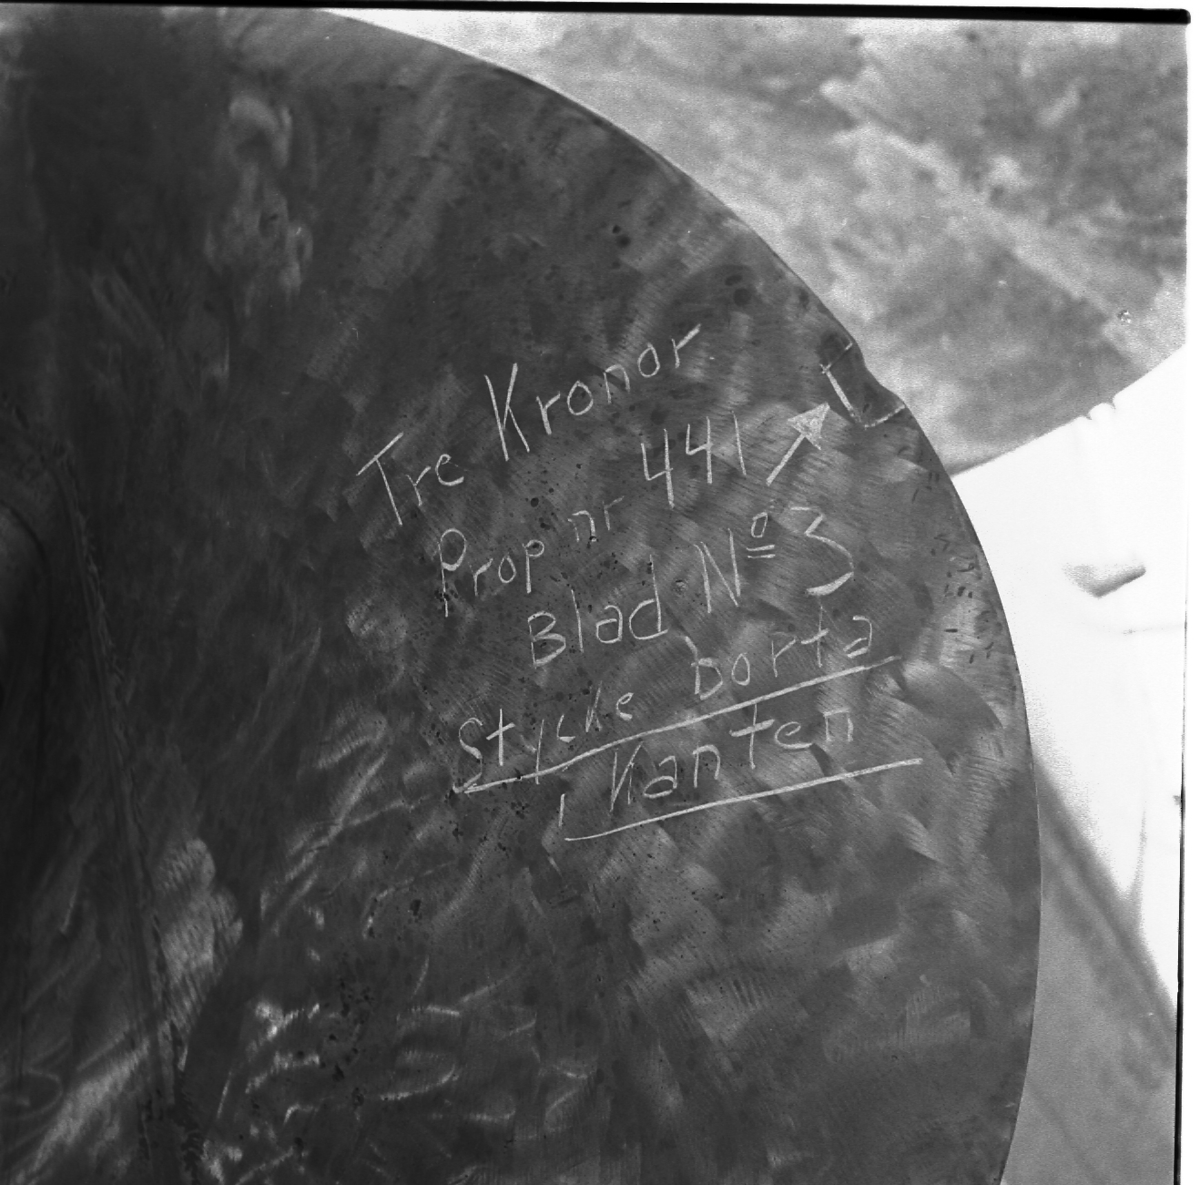 Tre Kronor
Prop nr 441
Blad Nº 3
Stycke borta
i Kanten